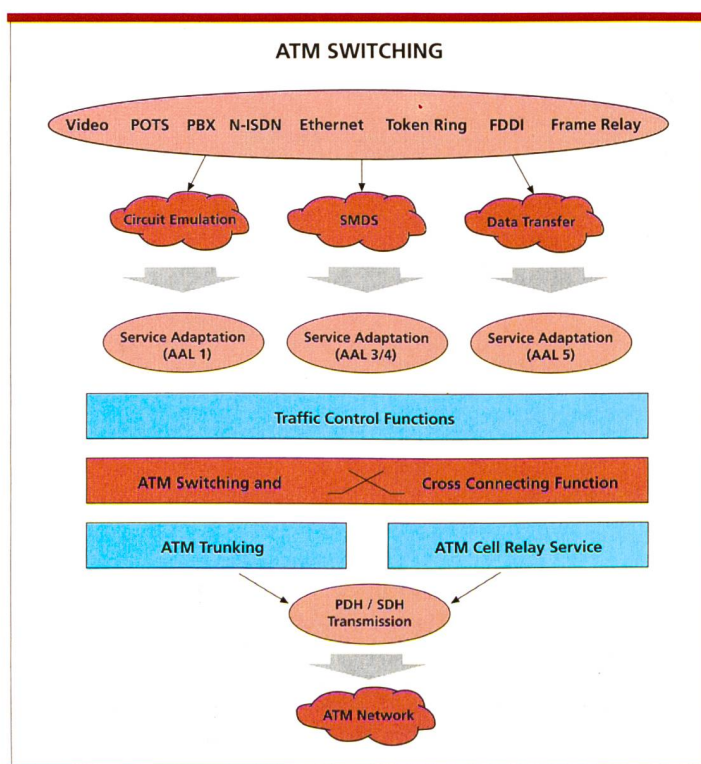 ATM SWITCHING
Video POTS PBX N-ISDN Ethernet Token Ring FDDI Frame Relay
Circuit Emulation SMDS Data Transfer
Service Adaptation Service Adaptation Service Adaptation
(AAL 1) (AAL 3/4) (AAL 5)
Traffic Control Functions
ATM Switching and Cross Connecting Function
ATM Trunking ATM Cell Relay Service
PDH / SDH
Transmission
ATM Network